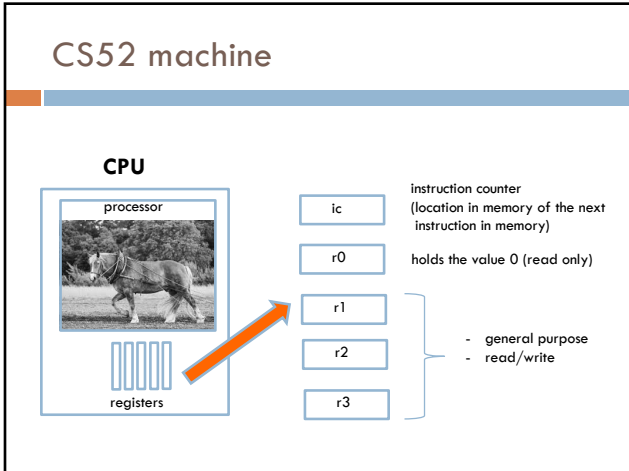 CS52 machine
CPU
processor
registers
ic
instruction counter
(location in memory of the next
instruction in memory)
r0
holds the value 0 (read only)
r1
r2
r3
- general purpose
- read/write